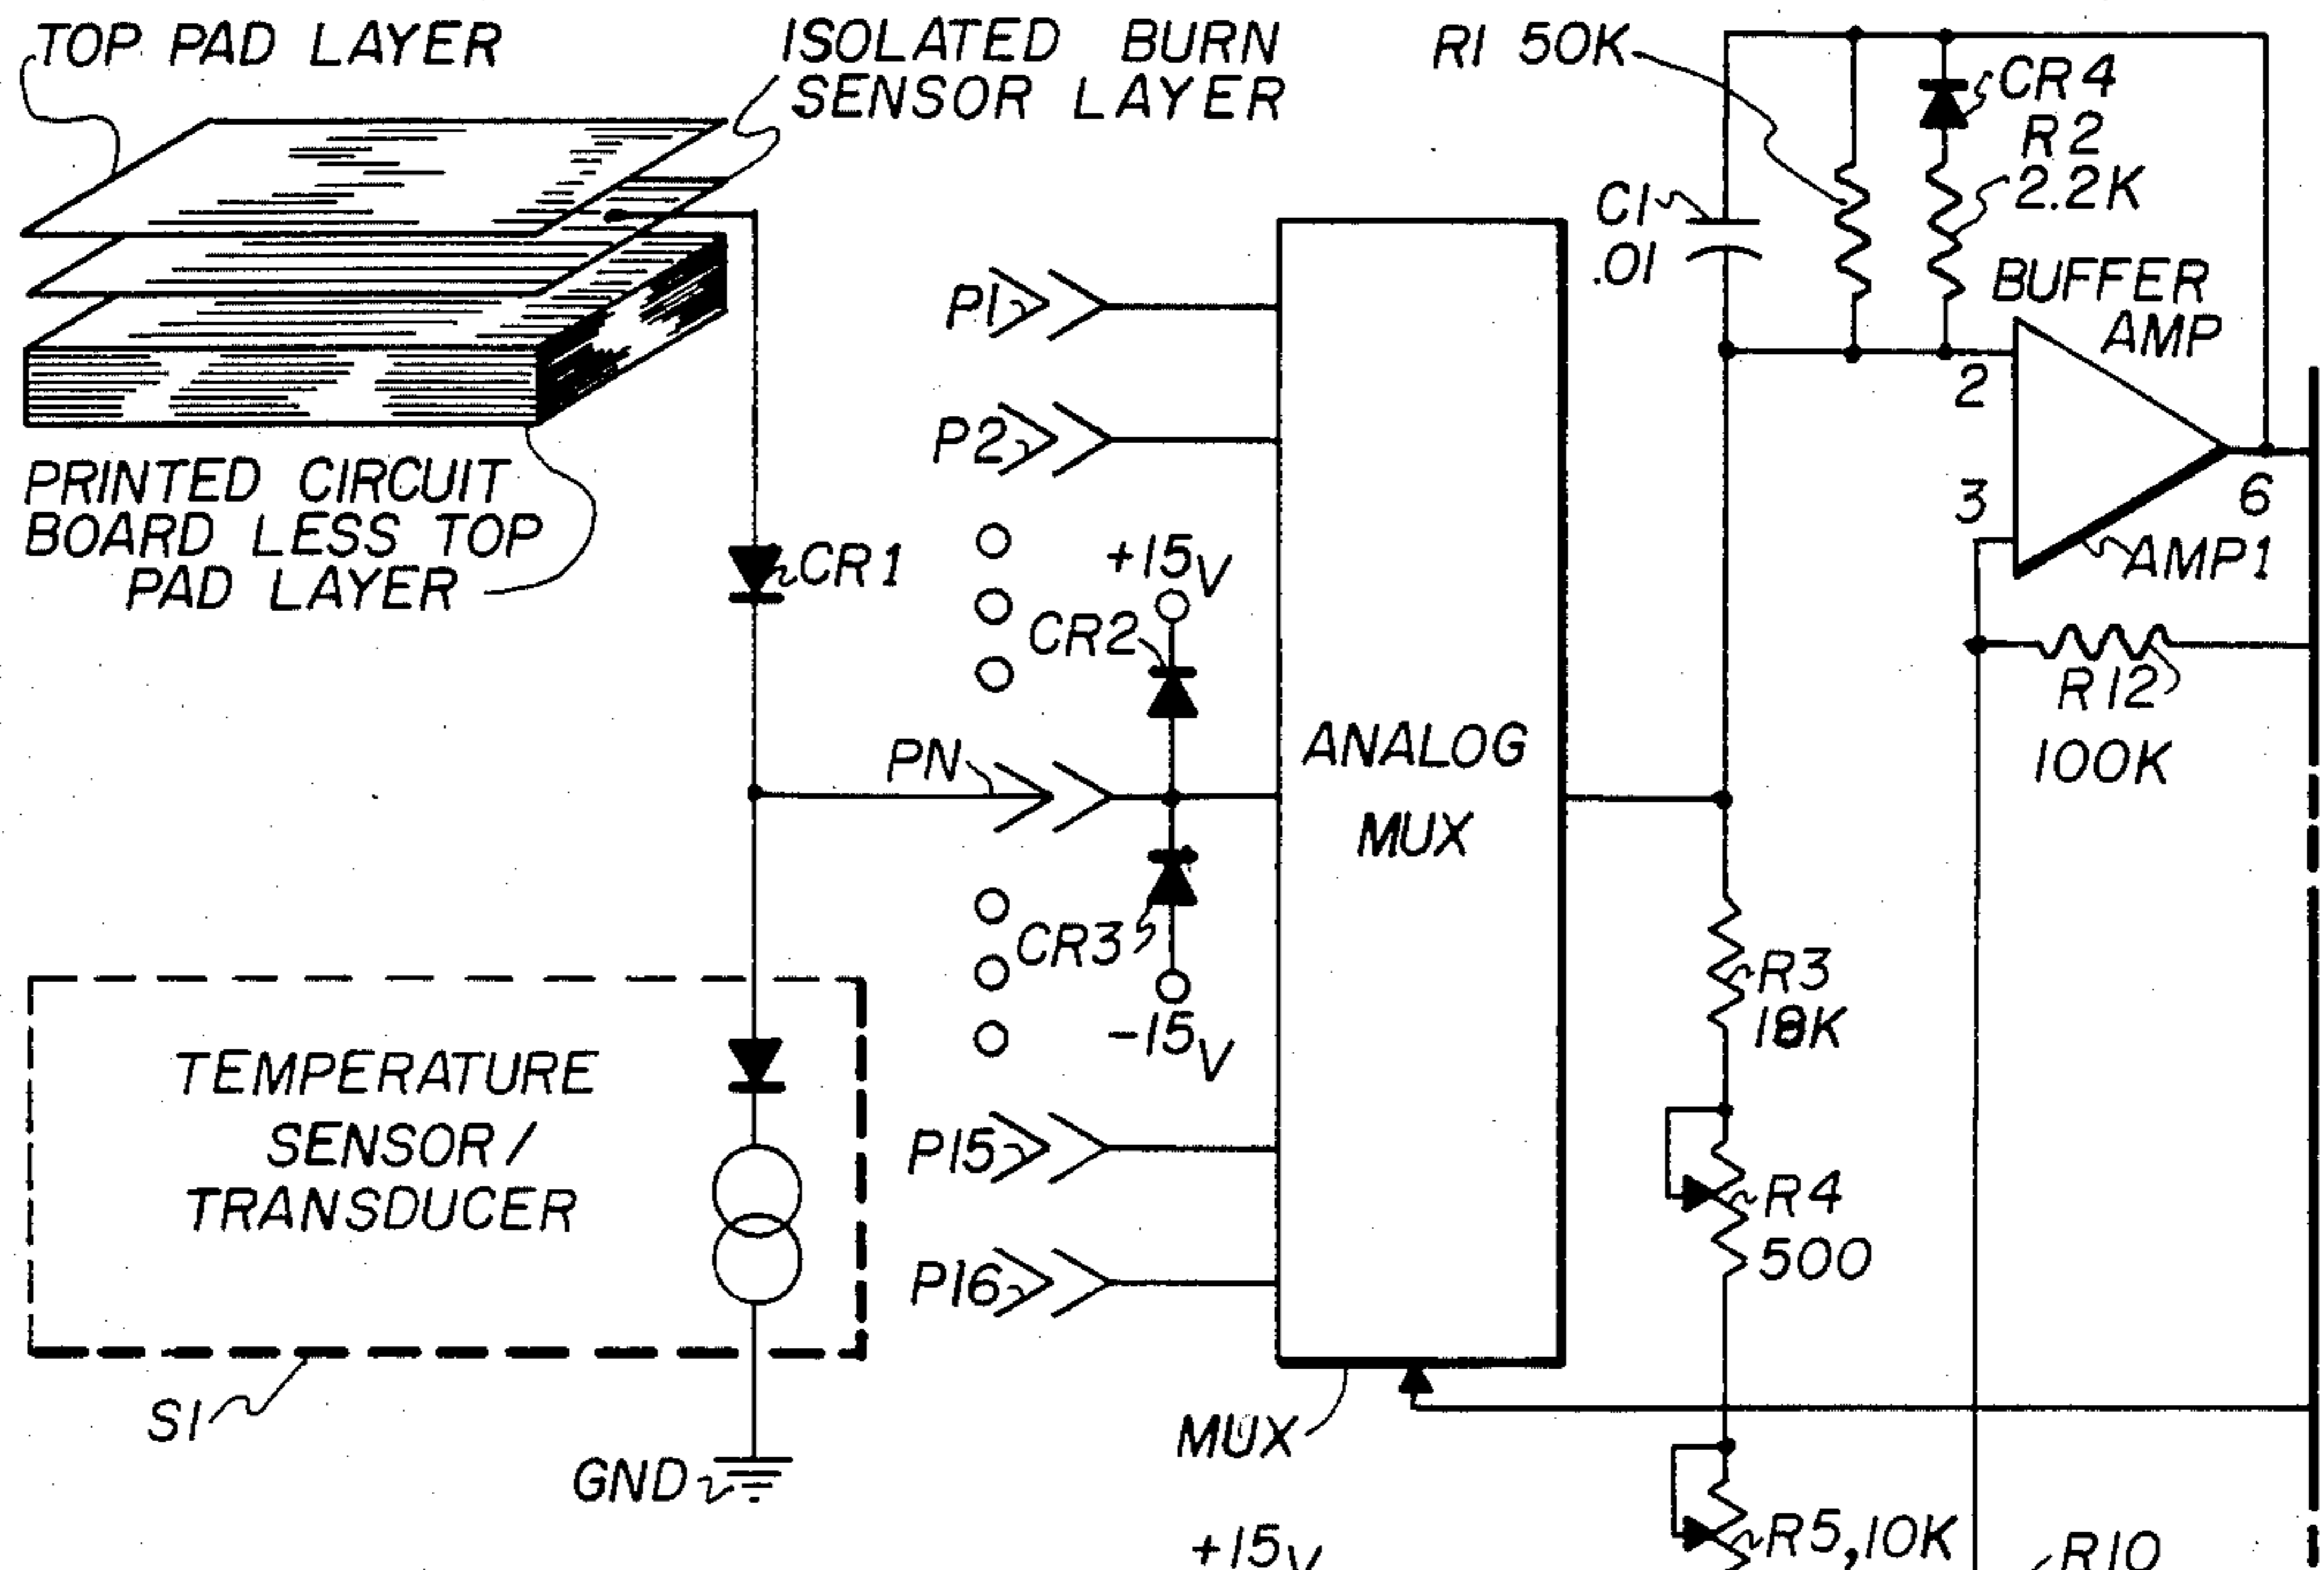 TOP PAD LAYER
ISOLATED BURN
SENSOR LAYER
R1 50K
CR4
R2
2.2K
C1
.01
BUFFER
AMP
P1
2
P2
PRINTED CIRCUIT
BOARD LESS TOP
PAD LAYER
3
6
CR1
+15V
AMP1
CR2
R12
100K
PN
ANALOG
MUX
CR3
R3
18K
-15V
TEMPERATURE
SENSOR/
TRANSDUCER
P15
R4
500
P16
S1
MUX
GND
+15V
R5,10K
R10